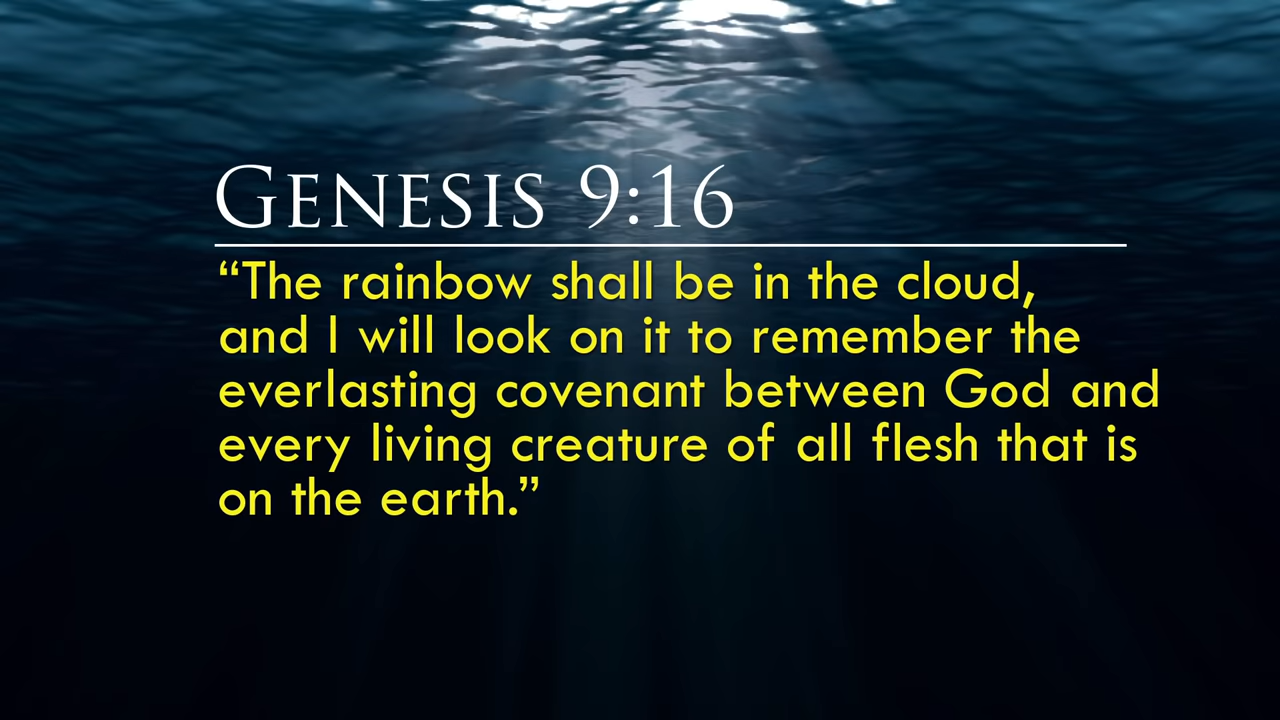 Genesis 9:16
“The rainbow shall be in the cloud,
and I will look on it to remember the
everlasting covenant between God and
every living creature of all flesh that is
on the earth.”